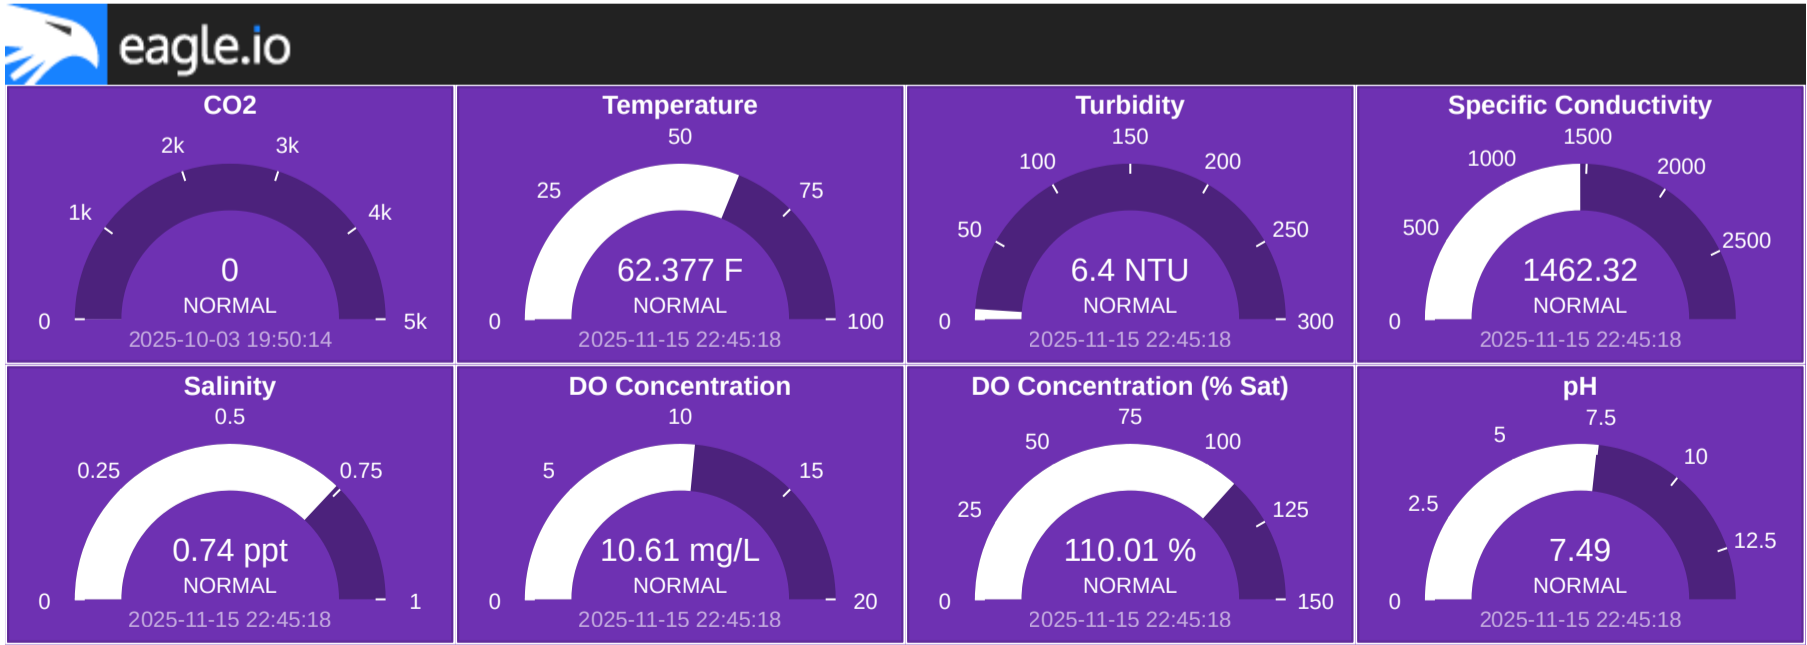 eagle.io
CO2
0
1k
2k
3k
4k
5k
0
NORMAL
2025-10-03 19:50:14
Temperature
0
25
50
75
100
62.377 F
NORMAL
2025-11-15 22:45:18
Turbidity
0
50
100
150
200
250
300
6.4 NTU
NORMAL
2025-11-15 22:45:18
Specific Conductivity
0
500
1000
1500
2000
2500
1462.32
NORMAL
2025-11-15 22:45:18
Salinity
0
0.25
0.5
0.75
1
0.74 ppt
NORMAL
2025-11-15 22:45:18
DO Concentration
0
5
10
15
20
10.61 mg/L
NORMAL
2025-11-15 22:45:18
DO Concentration (% Sat)
0
25
50
75
100
125
150
110.01 %
NORMAL
2025-11-15 22:45:18
pH
0
2.5
5
7.5
10
12.5
7.49
NORMAL
2025-11-15 22:45:18